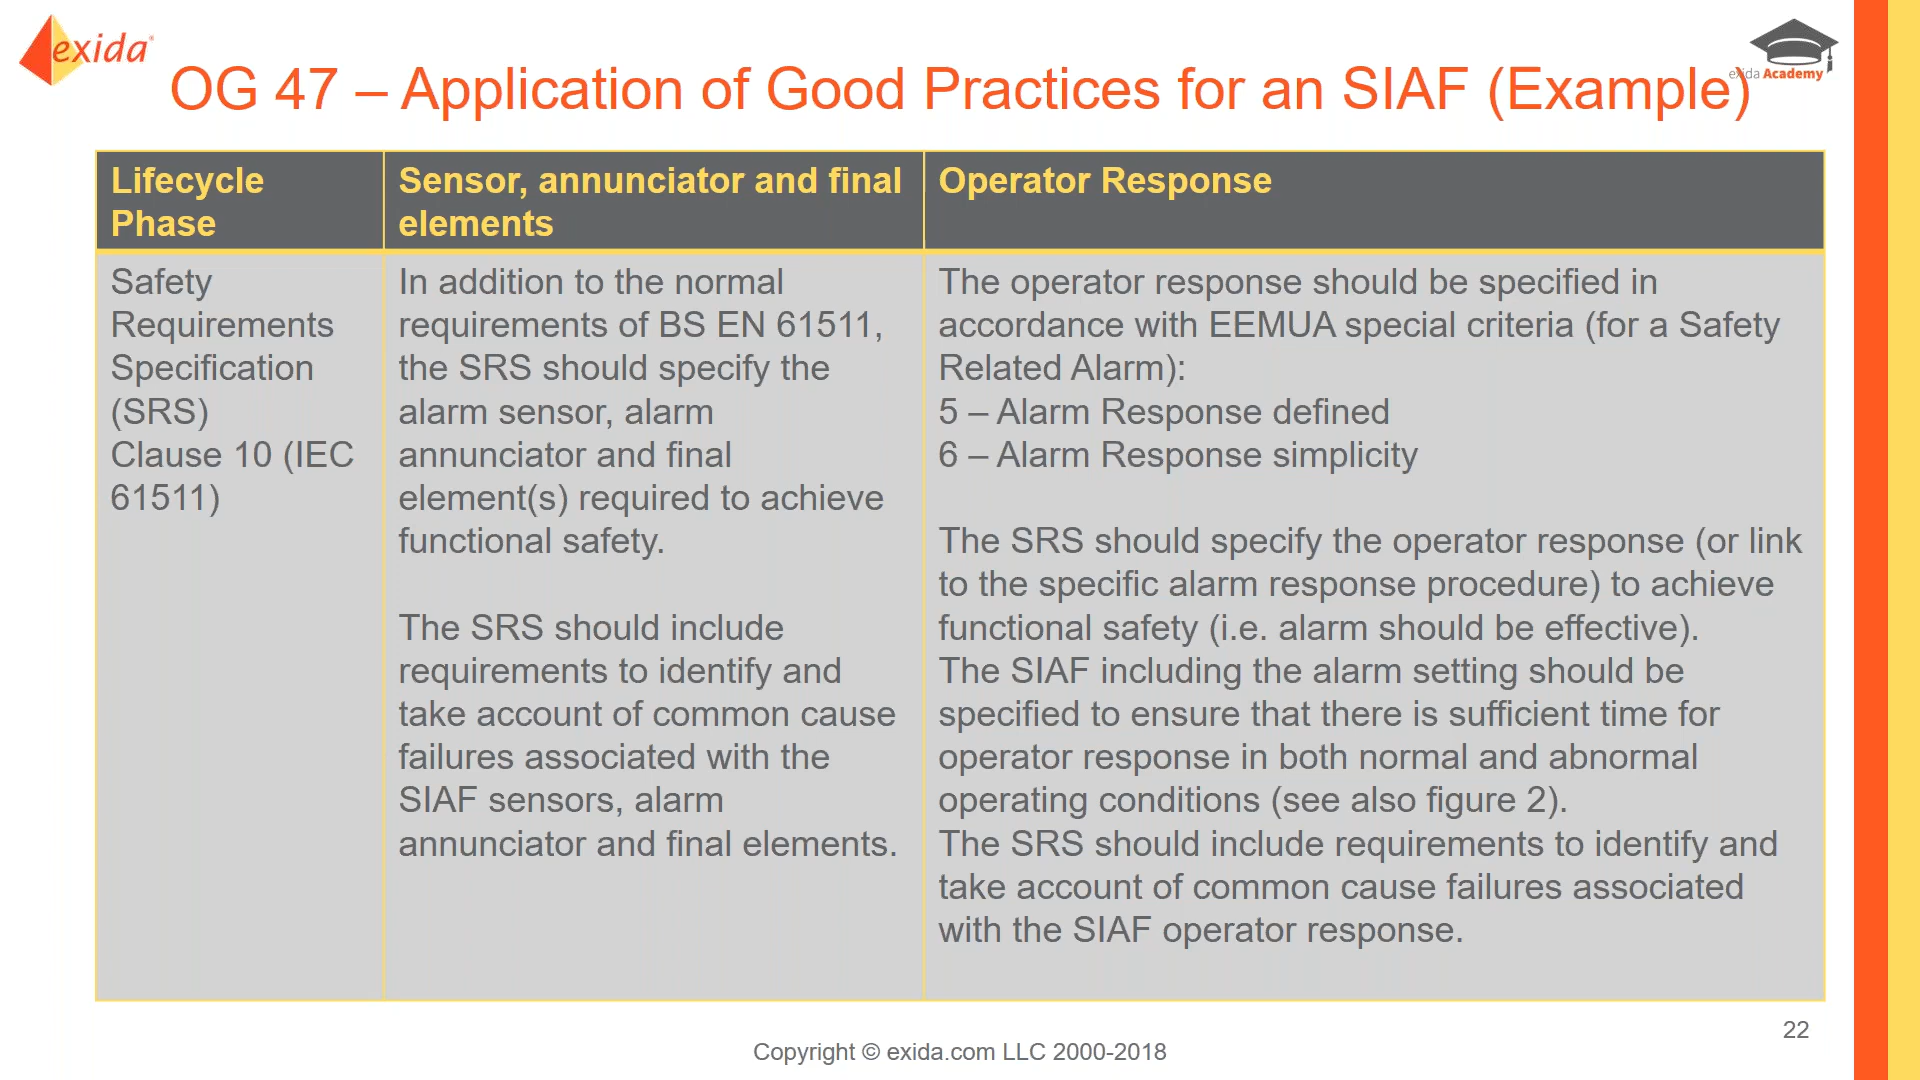 exida
exida Academy
OG 47 – Application of Good Practices for an SIAF (Example)
Lifecycle
Phase
Sensor, annunciator and final
elements
Operator Response
Safety
Requirements
Specification
(SRS)
Clause 10 (IEC
61511)
In addition to the normal
requirements of BS EN 61511,
the SRS should specify the
alarm sensor, alarm
annunciator and final
element(s) required to achieve
functional safety.
The SRS should include
requirements to identify and
take account of common cause
failures associated with the
SIAF sensors, alarm
annunciator and final elements.
The operator response should be specified in
accordance with EEMUA special criteria (for a Safety
Related Alarm):
5 – Alarm Response defined
6 – Alarm Response simplicity
The SRS should specify the operator response (or link
to the specific alarm response procedure) to achieve
functional safety (i.e. alarm should be effective).
The SIAF including the alarm setting should be
specified to ensure that there is sufficient time for
operator response in both normal and abnormal
operating conditions (see also figure 2).
The SRS should include requirements to identify and
take account of common cause failures associated
with the SIAF operator response.
22
Copyright © exida.com LLC 2000-2018